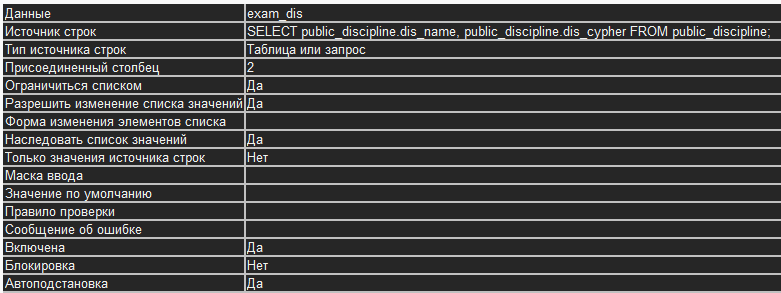 Данные exam_dis
Источник строк SELECT public_discipline.dis_name, public_discipline.dis_cypher FROM public_discipline;
Тип источника строк Таблица или запрос
Присоединенный столбец 2
Ограничиться списком Да
Разрешить изменение списка значений Да
Форма изменения элементов списка
Наследовать список значений Да
Только значения источника строк Нет
Маска ввода
Значение по умолчанию
Правило проверки
Сообщение об ошибке
Включена Да
Блокировка Нет
Автоподстановка Да